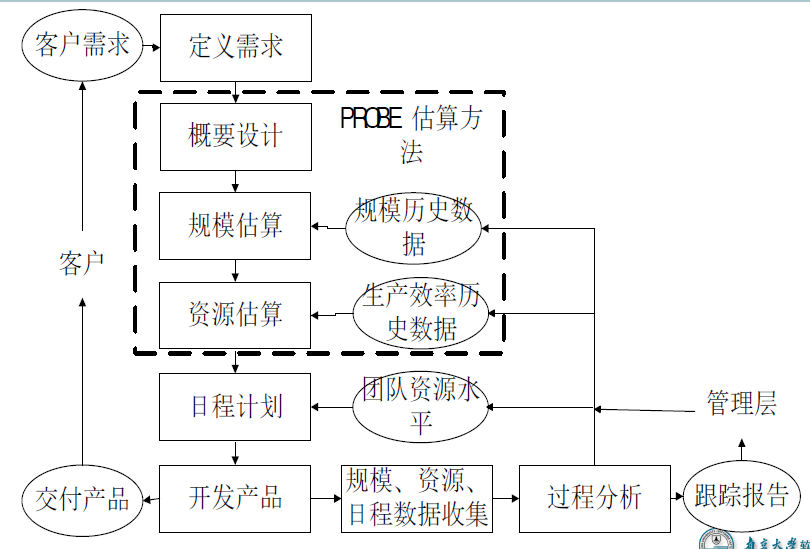 客户需求
定义需求
概要设计
PROBE 估算方
法
规模估算
规模历史数
据
客户
资源估算
生产效率历
史数据
日程计划
团队资源水
平
管理层
交付产品
开发产品
规模、资源、
日程数据收集
过程分析
跟踪报告
南京大学